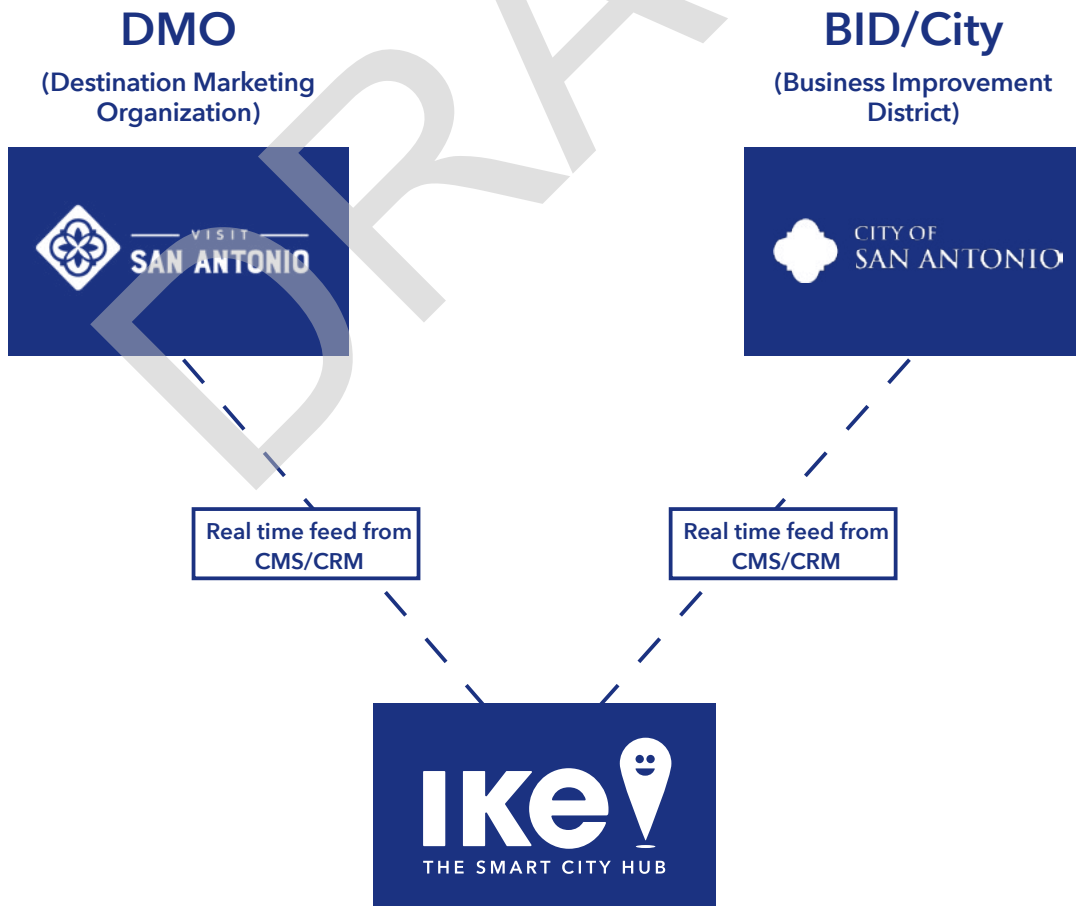 DMO
(Destination Marketing
Organization)
VISIT
SAN ANTONIO
BID/City
(Business Improvement
District)
CITY OF
SAN ANTONIO
Real time feed from
CMS/CRM
Real time feed from
CMS/CRM
IKe
THE SMART CITY HUB
DRA